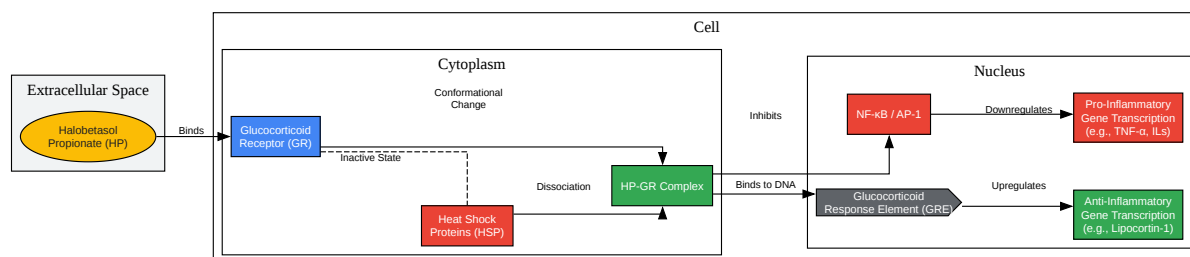 Cell
Extracellular Space
Halobetasol
Propionate (HP)
Binds
Cytoplasm
Conformational
Change
Glucocorticoid
Receptor (GR)
Inactive State
Heat Shock
Proteins (HSP)
Dissociation
HP-GR Complex
Inhibits
Binds to DNA
Nucleus
NF-κB / AP-1
Downregulates
Pro-Inflammatory
Gene Transcription
(e.g., TNF-α, ILs)
Glucocorticoid
Response Element (GRE)
Upregulates
Anti-Inflammatory
Gene Transcription
(e.g., Lipocortin-1)